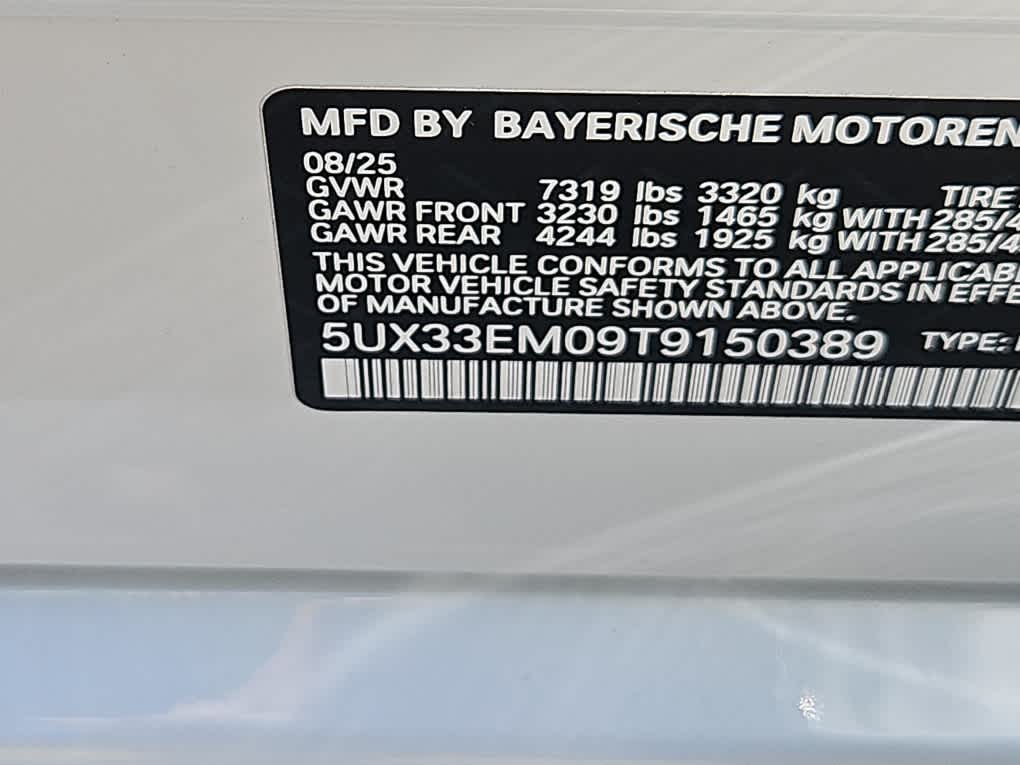 MFD BY BAYERISCHE MOTOREN
08/25
GVWR 7319 lbs 3320 kg TIRE
GAWR FRONT 3230 lbs 1465 kg WITH 285/4
GAWR REAR 4244 lbs 1925 kg WITH 285/4
THIS VEHICLE CONFORMS TO ALL APPLICABL
MOTOR VEHICLE SAFETY STANDARDS IN EFFE
OF MANUFACTURE SHOWN ABOVE.
5UX33EM09T9150389 TYPE: